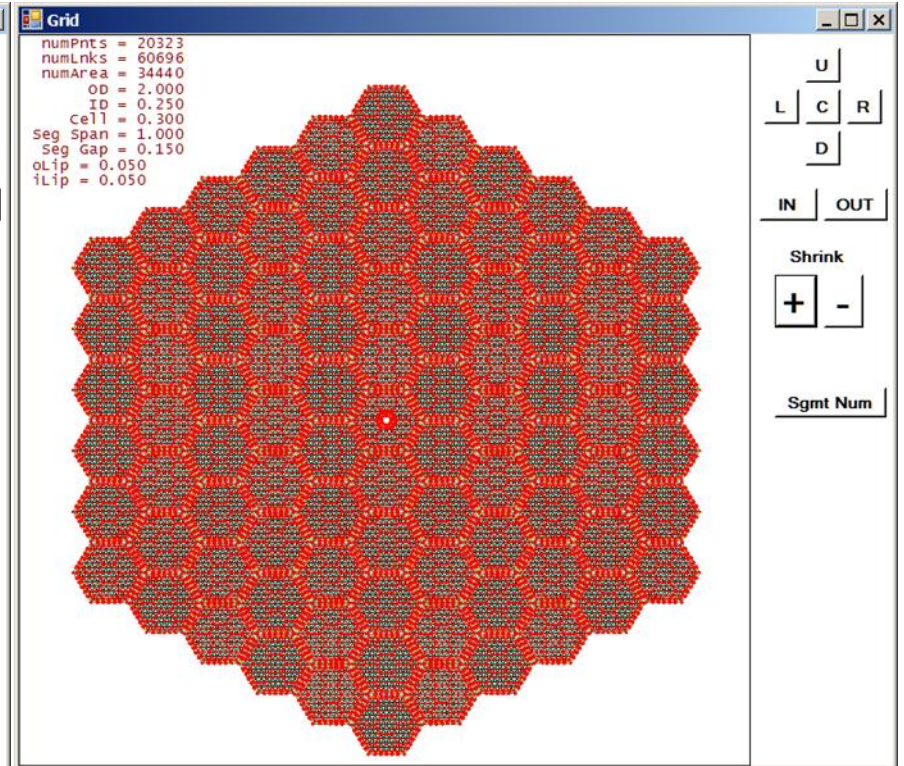 Grid
numPnts = 20323
numLnks = 60696
numArea = 34440
OD = 2.000
ID = 0.250
Cell = 0.300
Seg Span = 1.000
Seg Gap = 0.150
oLip = 0.050
iLip = 0.050
U
L C R
D
IN OUT
Shrink
+ -
Sgmt Num